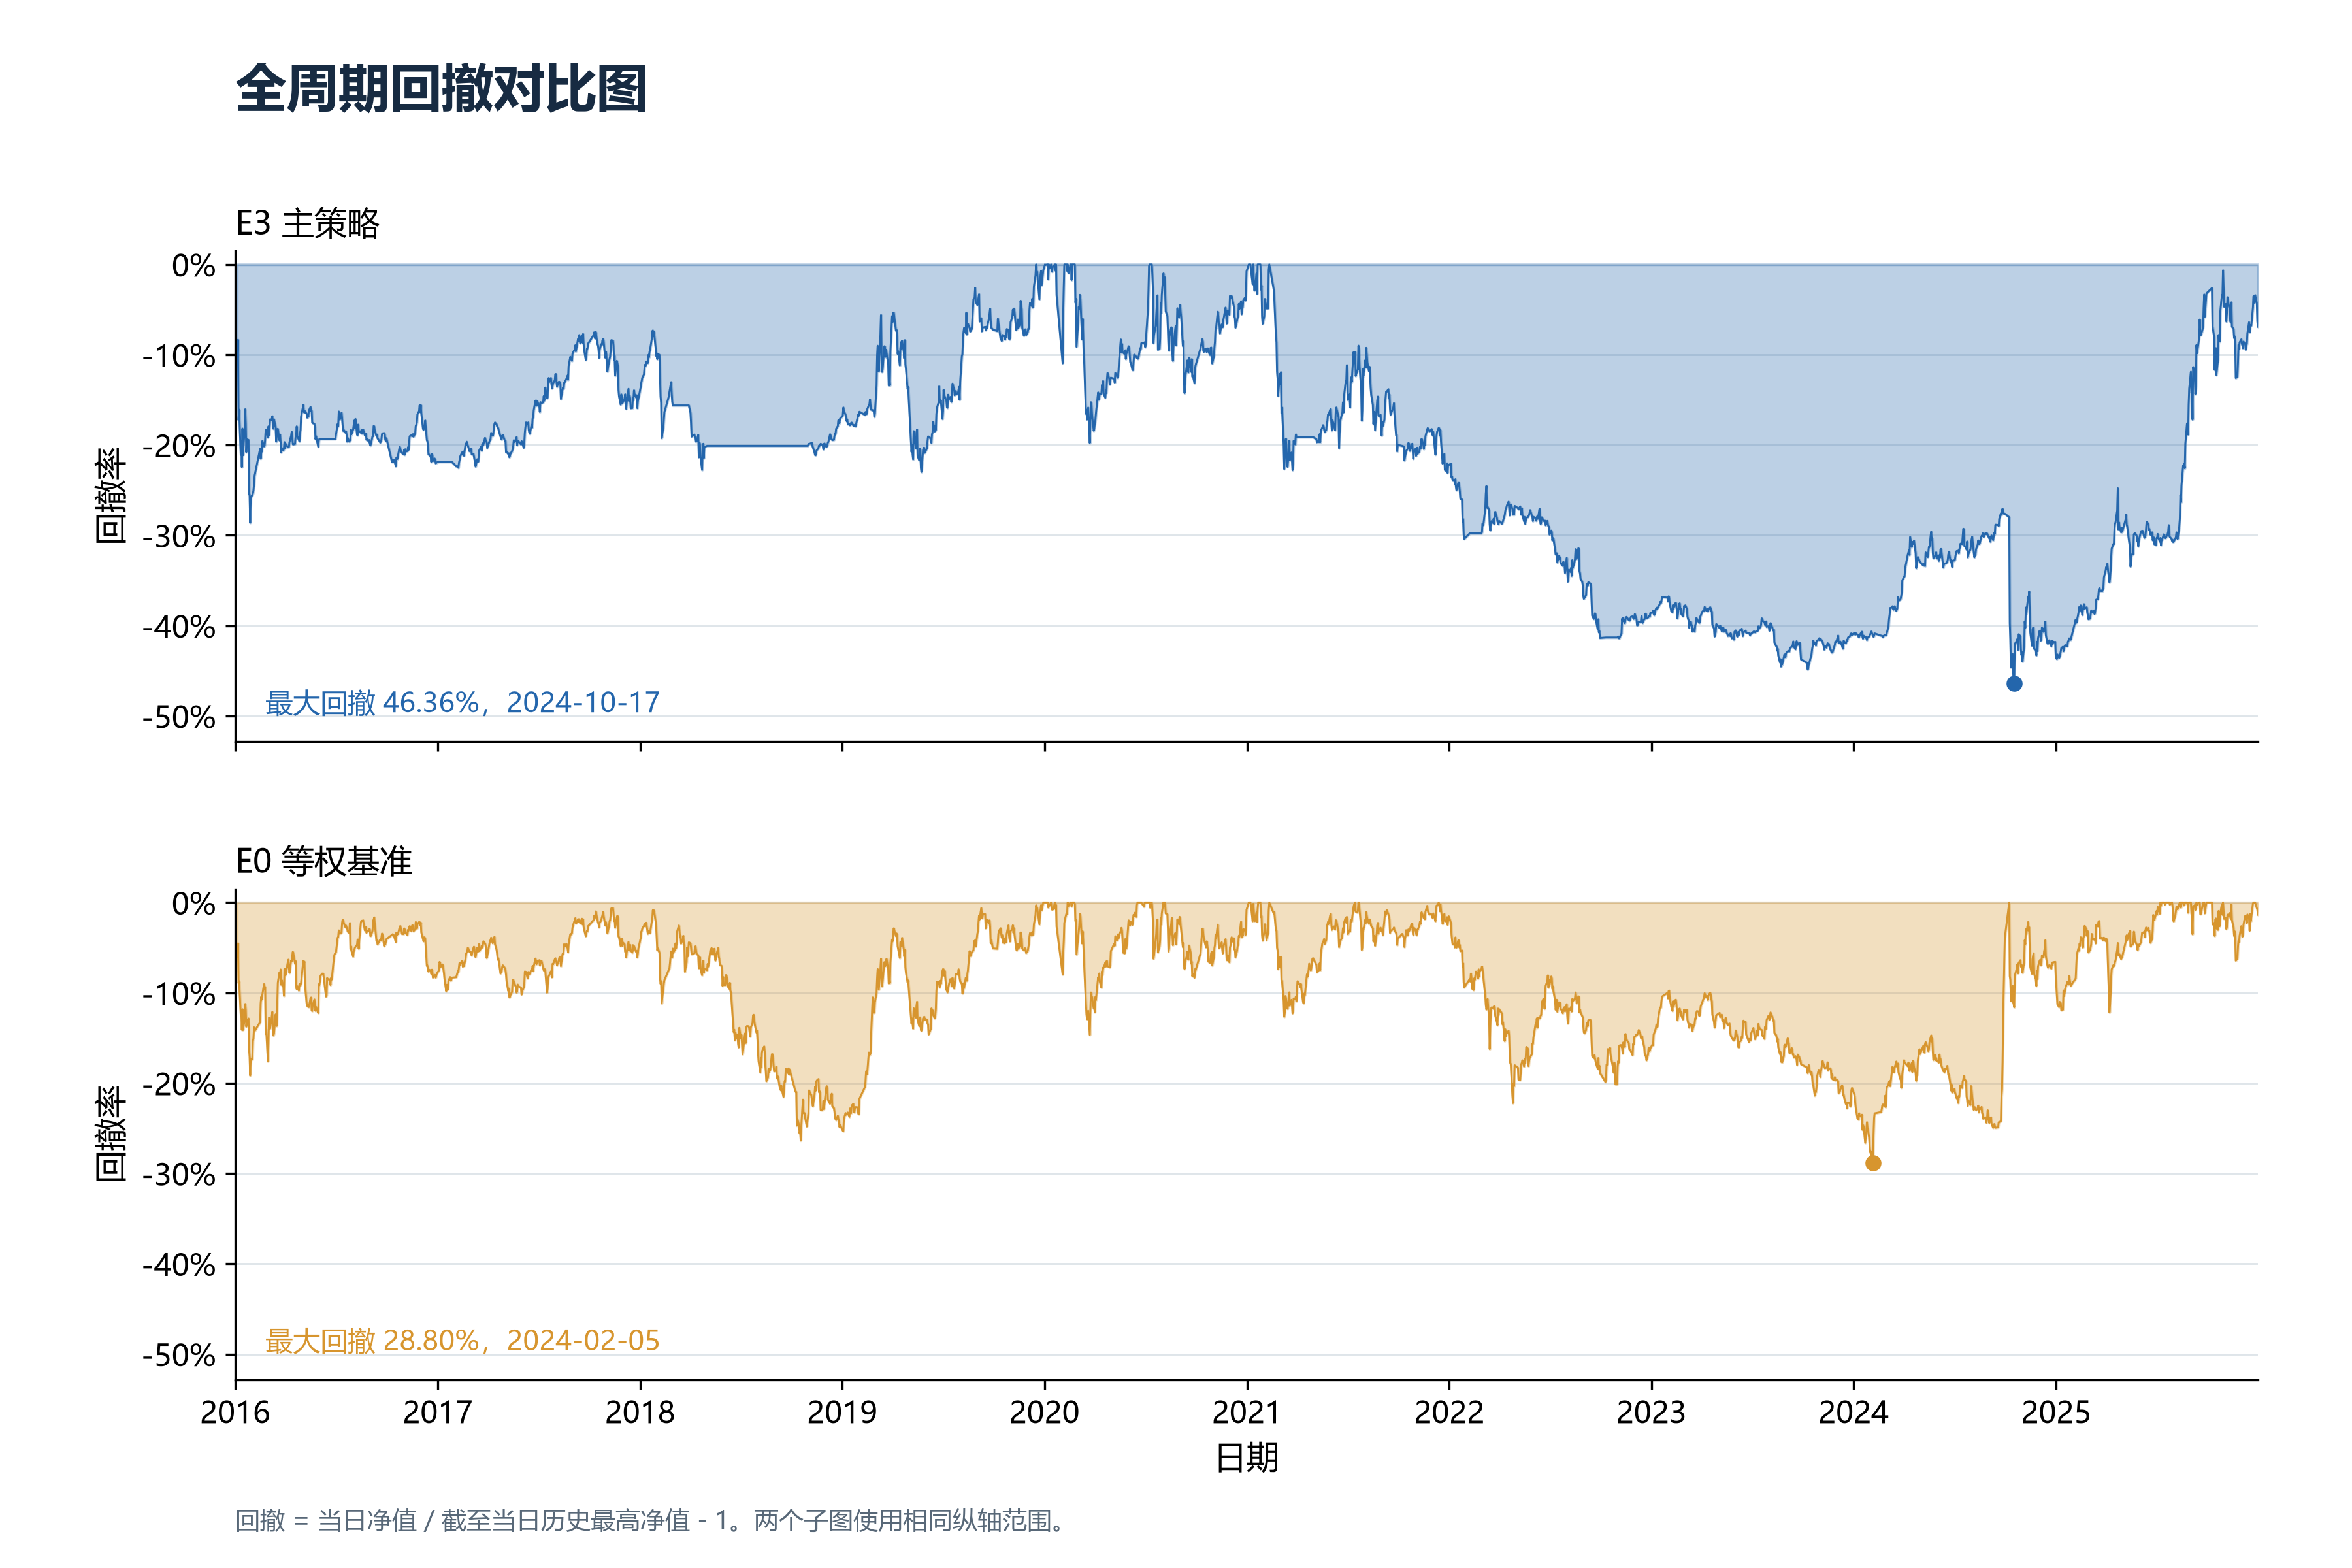 全周期回撤对比图
E3 主策略
0%
-10%
-20%
-30%
-40%
-50%
回撤率
最大回撤 46.36%，2024-10-17
E0 等权基准
0%
-10%
-20%
-30%
-40%
-50%
回撤率
最大回撤 28.80%，2024-02-05
2016 2017 2018 2019 2020 2021 2022 2023 2024 2025
日期
回撤 = 当日净值 / 截至当日历史最高净值 - 1。两个子图使用相同纵轴范围。